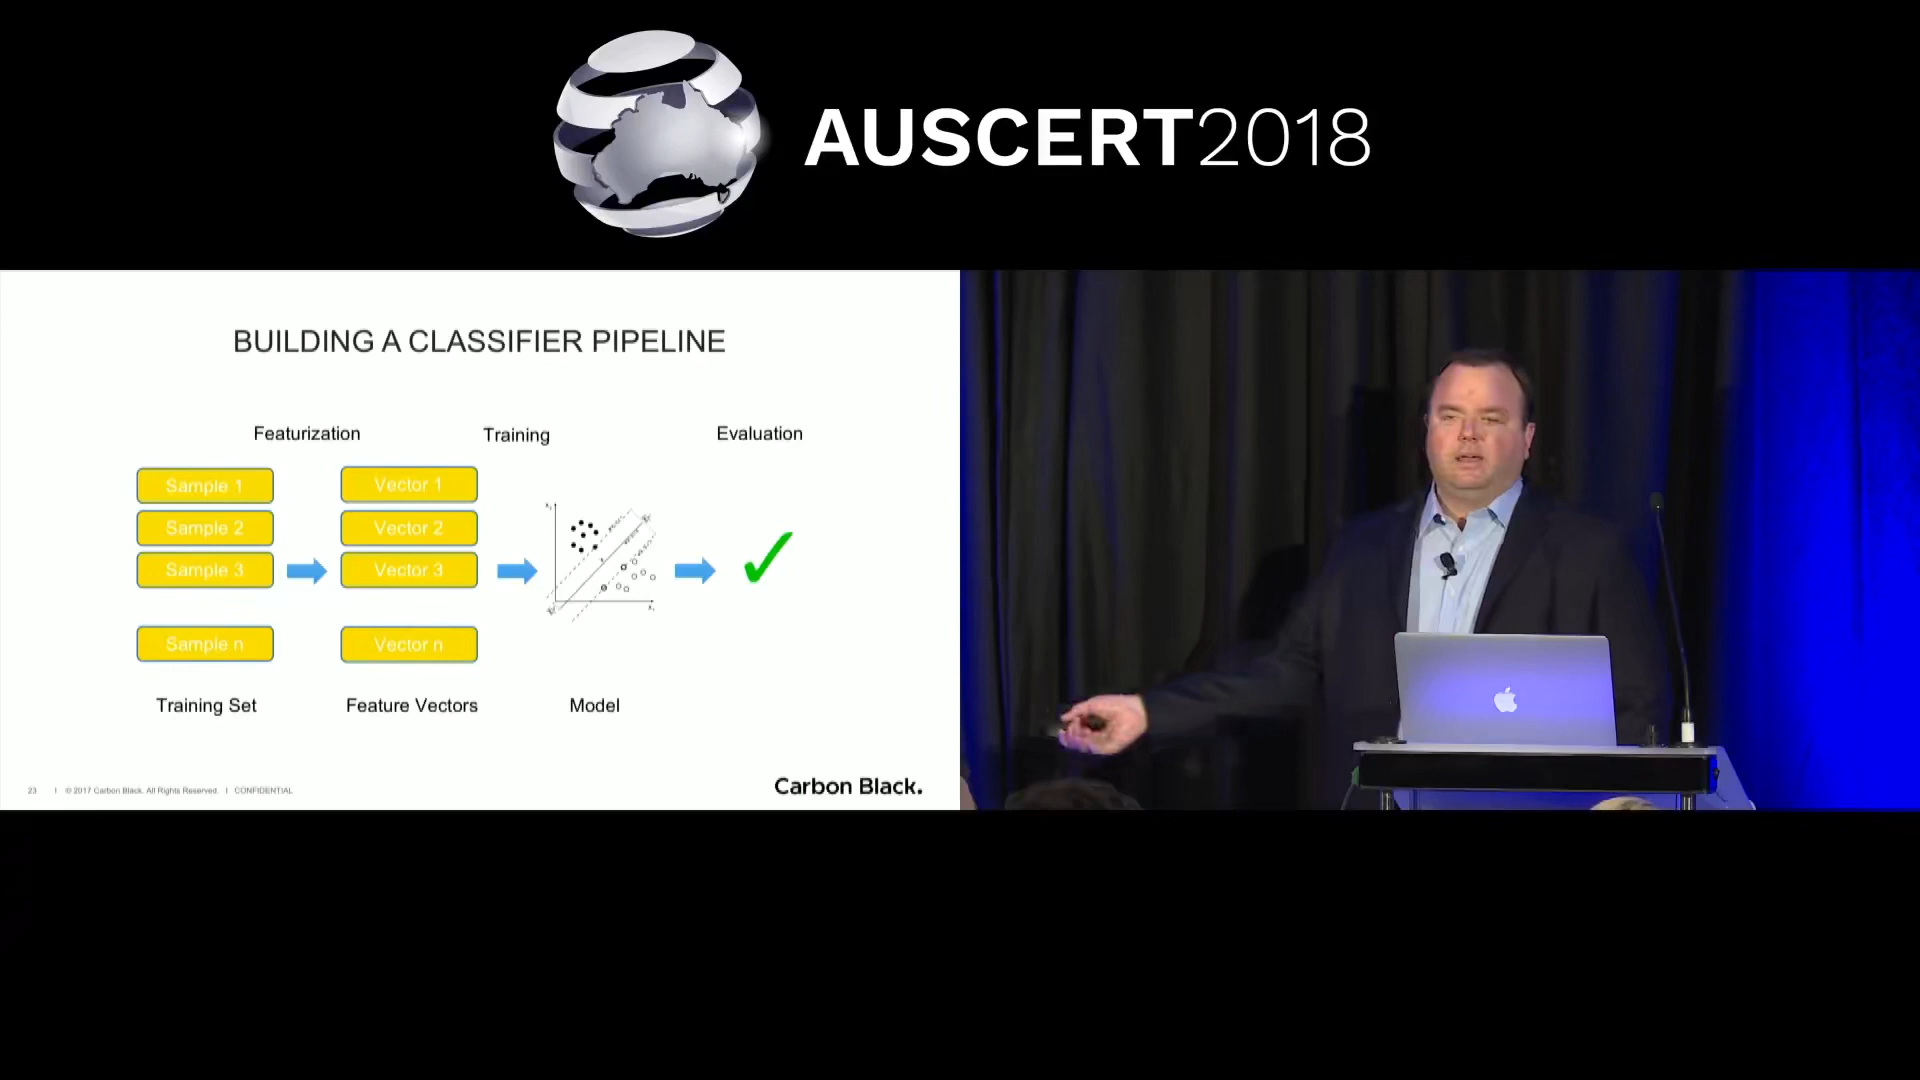 AUSCERT2018
BUILDING A CLASSIFIER PIPELINE
Featurization Training Evaluation
Sample 1 Vector 1
Sample 2 Vector 2
Sample 3 Vector 3
Sample n Vector n
Training Set Feature Vectors Model
23 | © 2017 Carbon Black. All Rights Reserved. | CONFIDENTIAL
Carbon Black.